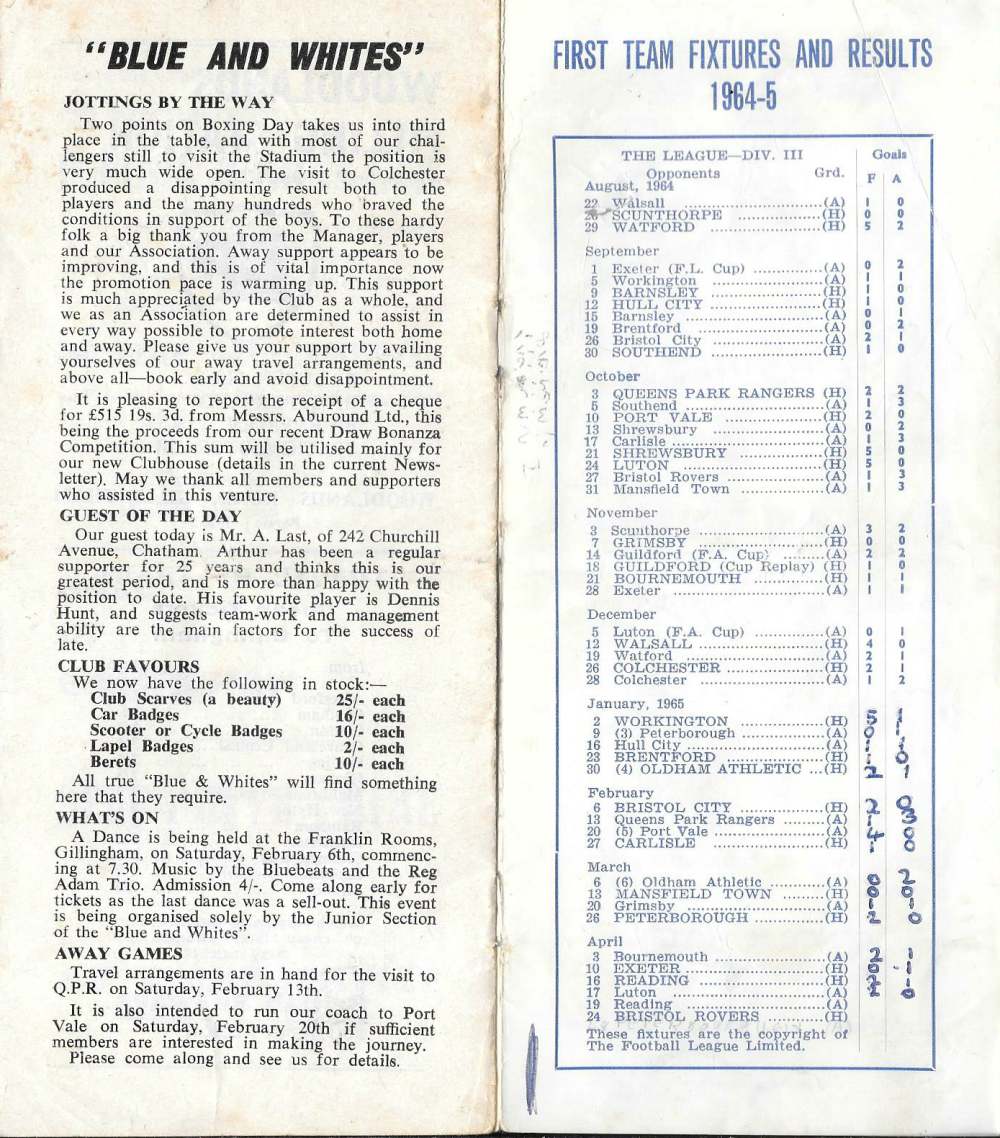 "BLUE AND WHITES"
JOTTINGS BY THE WAY
Two points on Boxing Day takes us into third
place in the table, and with most of our chal-
lengers still to visit the Stadium the position is
very much wide open. The visit to Colchester
produced a disappointing result both to the
players and the many hundreds who braved the
conditions in support of the boys. To these hardy
folk a big thank you from the Manager, players
and our Association. Away support appears to be
improving, and this is of vital importance now
the promotion pace is warming up. This support
is much appreciated by the Club as a whole, and
we as an Association are determined to assist in
every way possible to promote interest both home
and away. Please give us your support by availing
yourselves of our away travel arrangements, and
above all—book early and avoid disappointment.
It is pleasing to report the receipt of a cheque
for £515 19s. 3d. from Messrs. Aburound Ltd., this
being the proceeds from our recent Draw Bonanza
Competition. This sum will be utilised mainly for
our new Clubhouse (details in the current News-
letter). May we thank all members and supporters
who assisted in this venture.
GUEST OF THE DAY
Our guest today is Mr. A. Last, of 242 Churchill
Avenue, Chatham. Arthur has been a regular
supporter for 25 years and thinks this is our
greatest period, and is more than happy with the
position to date. His favourite player is Dennis
Hunt, and suggests team-work and management
ability are the main factors for the success of
late.
CLUB FAVOURS
We now have the following in stock:—
Club Scarves (a beauty) 25/- each
Car Badges 16/- each
Scooter or Cycle Badges 10/- each
Lapel Badges 2/- each
Berets 10/- each
All true "Blue & Whites" will find something
here that they require.
WHAT'S ON
A Dance is being held at the Franklin Rooms,
Gillingham, on Saturday, February 6th, commenc-
ing at 7.30. Music by the Bluebeats and the Reg
Adam Trio. Admission 4/-. Come along early for
tickets as the last dance was a sell-out. This event
is being organised solely by the Junior Section
of the "Blue and Whites".
AWAY GAMES
Travel arrangements are in hand for the visit to
Q.P.R. on Saturday, February 13th.
It is also intended to run our coach to Port
Vale on Saturday, February 20th if sufficient
members are interested in making the journey.
Please come along and see us for details.
FIRST TEAM FIXTURES AND RESULTS
1964-5
THE LEAGUE—DIV. III Goals
Opponents Grd. F A
August, 1964
22 Walsall (A) 1 0
SCUNTHORPE (H) 0 0
29 WATFORD (H) 5 2
September
1 Exeter (F.L. Cup) (A) 0 2
5 Workington (A) 1 1
9 BARNSLEY (H) 1 0
12 HULL CITY (H) 1 0
15 Barnsley (A) 0 1
19 Brentford (A) 0 2
26 Bristol City (A) 2 1
30 SOUTHEND (H) 1 0
October
3 QUEENS PARK RANGERS (H) 2 2
5 Southend (A) 1 3
10 PORT VALE (H) 2 0
13 Shrewsbury (A) 0 2
17 Carlisle (A) 1 3
21 SHREWSBURY (H) 5 0
24 LUTON (H) 5 0
27 Bristol Rovers (A) 1 3
31 Mansfield Town (A) 1 3
November
3 Scunthorpe (A) 3 2
7 GRIMSBY (H) 0 0
14 Guildford (F.A. Cup) (A) 2 2
18 GUILDFORD (Cup Replay) (H) 1 0
21 BOURNEMOUTH (H) 1 1
28 Exeter (A) 1 1
December
5 Luton (F.A. Cup) (A) 0 1
12 WALSALL (H) 4 0
19 Watford (A) 2 1
26 COLCHESTER (H) 2 1
28 Colchester (A) 1 2
January, 1965
2 WORKINGTON (H) 5 1
9 (3) Peterborough (A) 0 1
16 Hull City (A) 1 1
23 BRENTFORD (H) 1 0
30 (4) OLDHAM ATHLETIC (H) 2 1
February
6 BRISTOL CITY (H) 2 0
13 Queens Park Rangers (A) 1 3
20 (5) Port Vale (A) 4 0
27 CARLISLE (H) 1 0
March
6 (6) Oldham Athletic (A) 0 2
13 MANSFIELD TOWN (H) 0 0
20 Grimsby (A) 1 1
26 PETERBOROUGH (H) 2 0
April
3 Bournemouth (A) 2 1
10 EXETER (H) 0 1
16 READING (H) 2 1
17 Luton (A) 0
19 Reading (A)
24 BRISTOL ROVERS (H)
These fixtures are the copyright of
The Football League Limited.